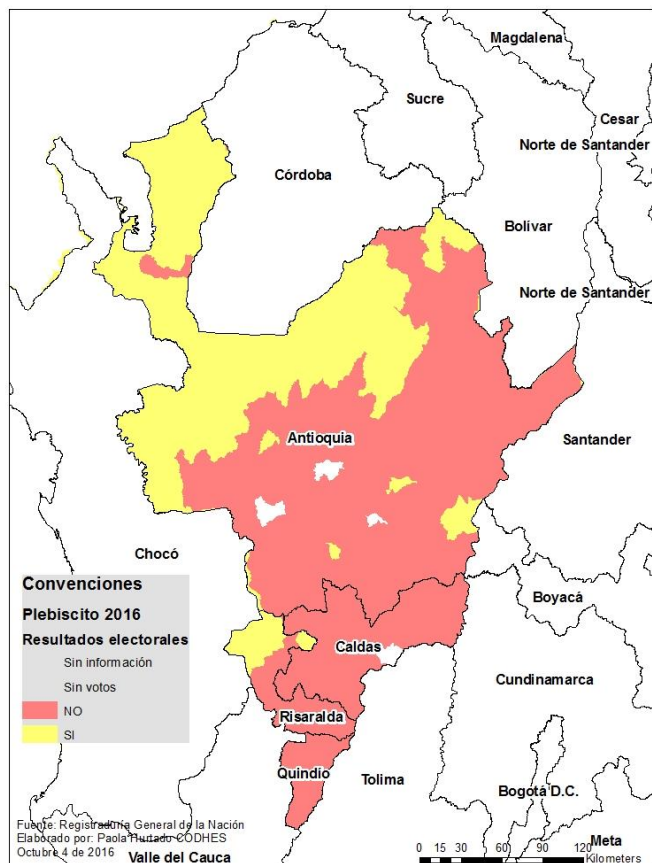 Magdalena
Sucre
Cesar
Norte de Santander
Córdoba
Bolívar
Norte de Santander
Antioquia
Santander
Chocó
Convenciones
Plebiscito 2016
Resultados electorales
Sin información
Sin votos
NO
SI
Boyacá
Caldas
Cundinamarca
Risaralda
Quindío
Tolima
Bogotá D.C.
Fuente: Registraduría General de la Nación
Elaborado por: Paola Hurtado CODHES
Octubre 4 de 2016
Valle del Cauca
Meta
0 15 30 60 90 120
Kilometers